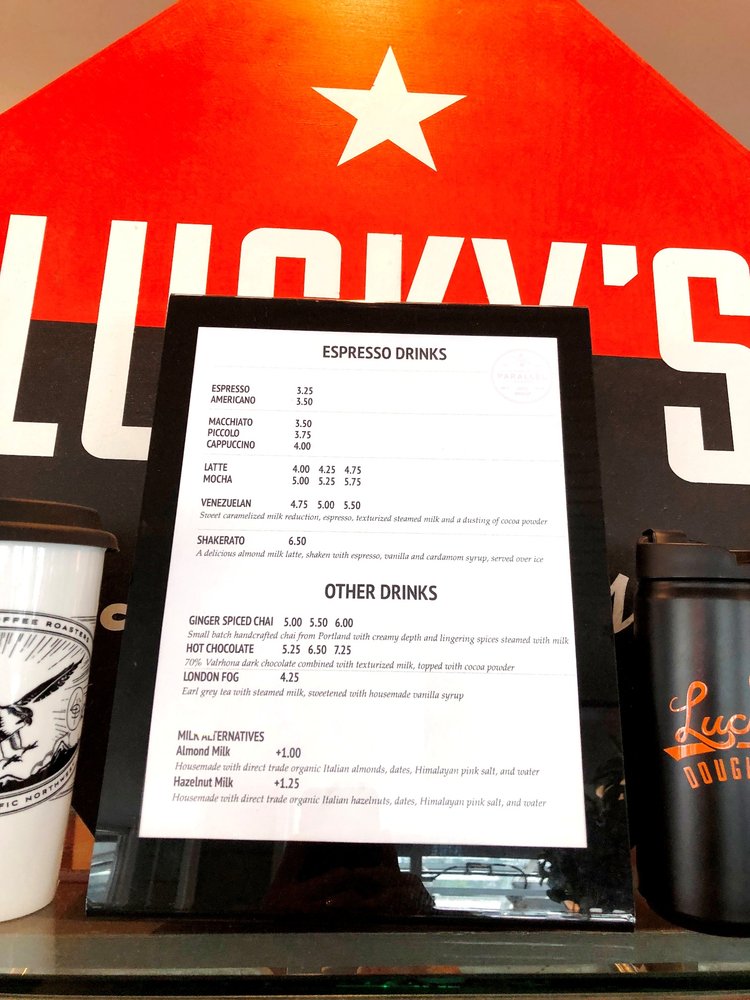 LUCKY'S
ESPRESSO DRINKS
ESPRESSO 3.25
AMERICANO 3.50
MACCHIATO 3.50
PICCOLO 3.75
CAPPUCCINO 4.00
LATTE 4.00 4.25 4.75
MOCHA 5.00 5.25 5.75
VENEZUELAN 4.75 5.00 5.50
Sweet caramelized milk reduction, espresso, texturized steamed milk and a dusting of cocoa powder
SHAKERATO 6.50
A delicious almond milk latte, shaken with espresso, vanilla and cardamom syrup, served over ice
OTHER DRINKS
GINGER SPICED CHAI 5.00 5.50 6.00
Small batch handcrafted chai from Portland with creamy depth and lingering spices steamed with milk
HOT CHOCOLATE 5.25 6.50 7.25
70% Valrhona dark chocolate combined with texturized milk, topped with cocoa powder
LONDON FOG 4.25
Earl grey tea with steamed milk, sweetened with housemade vanilla syrup
MILK ALTERNATIVES
Almond Milk +1.00
Housemade with direct trade organic Italian almonds, dates, Himalayan pink salt, and water
Hazelnut Milk +1.25
Housemade with direct trade organic Italian hazelnuts, dates, Himalayan pink salt, and water
OFFEE ROASTERS
FIC NORTHWE
Luc
DOUG